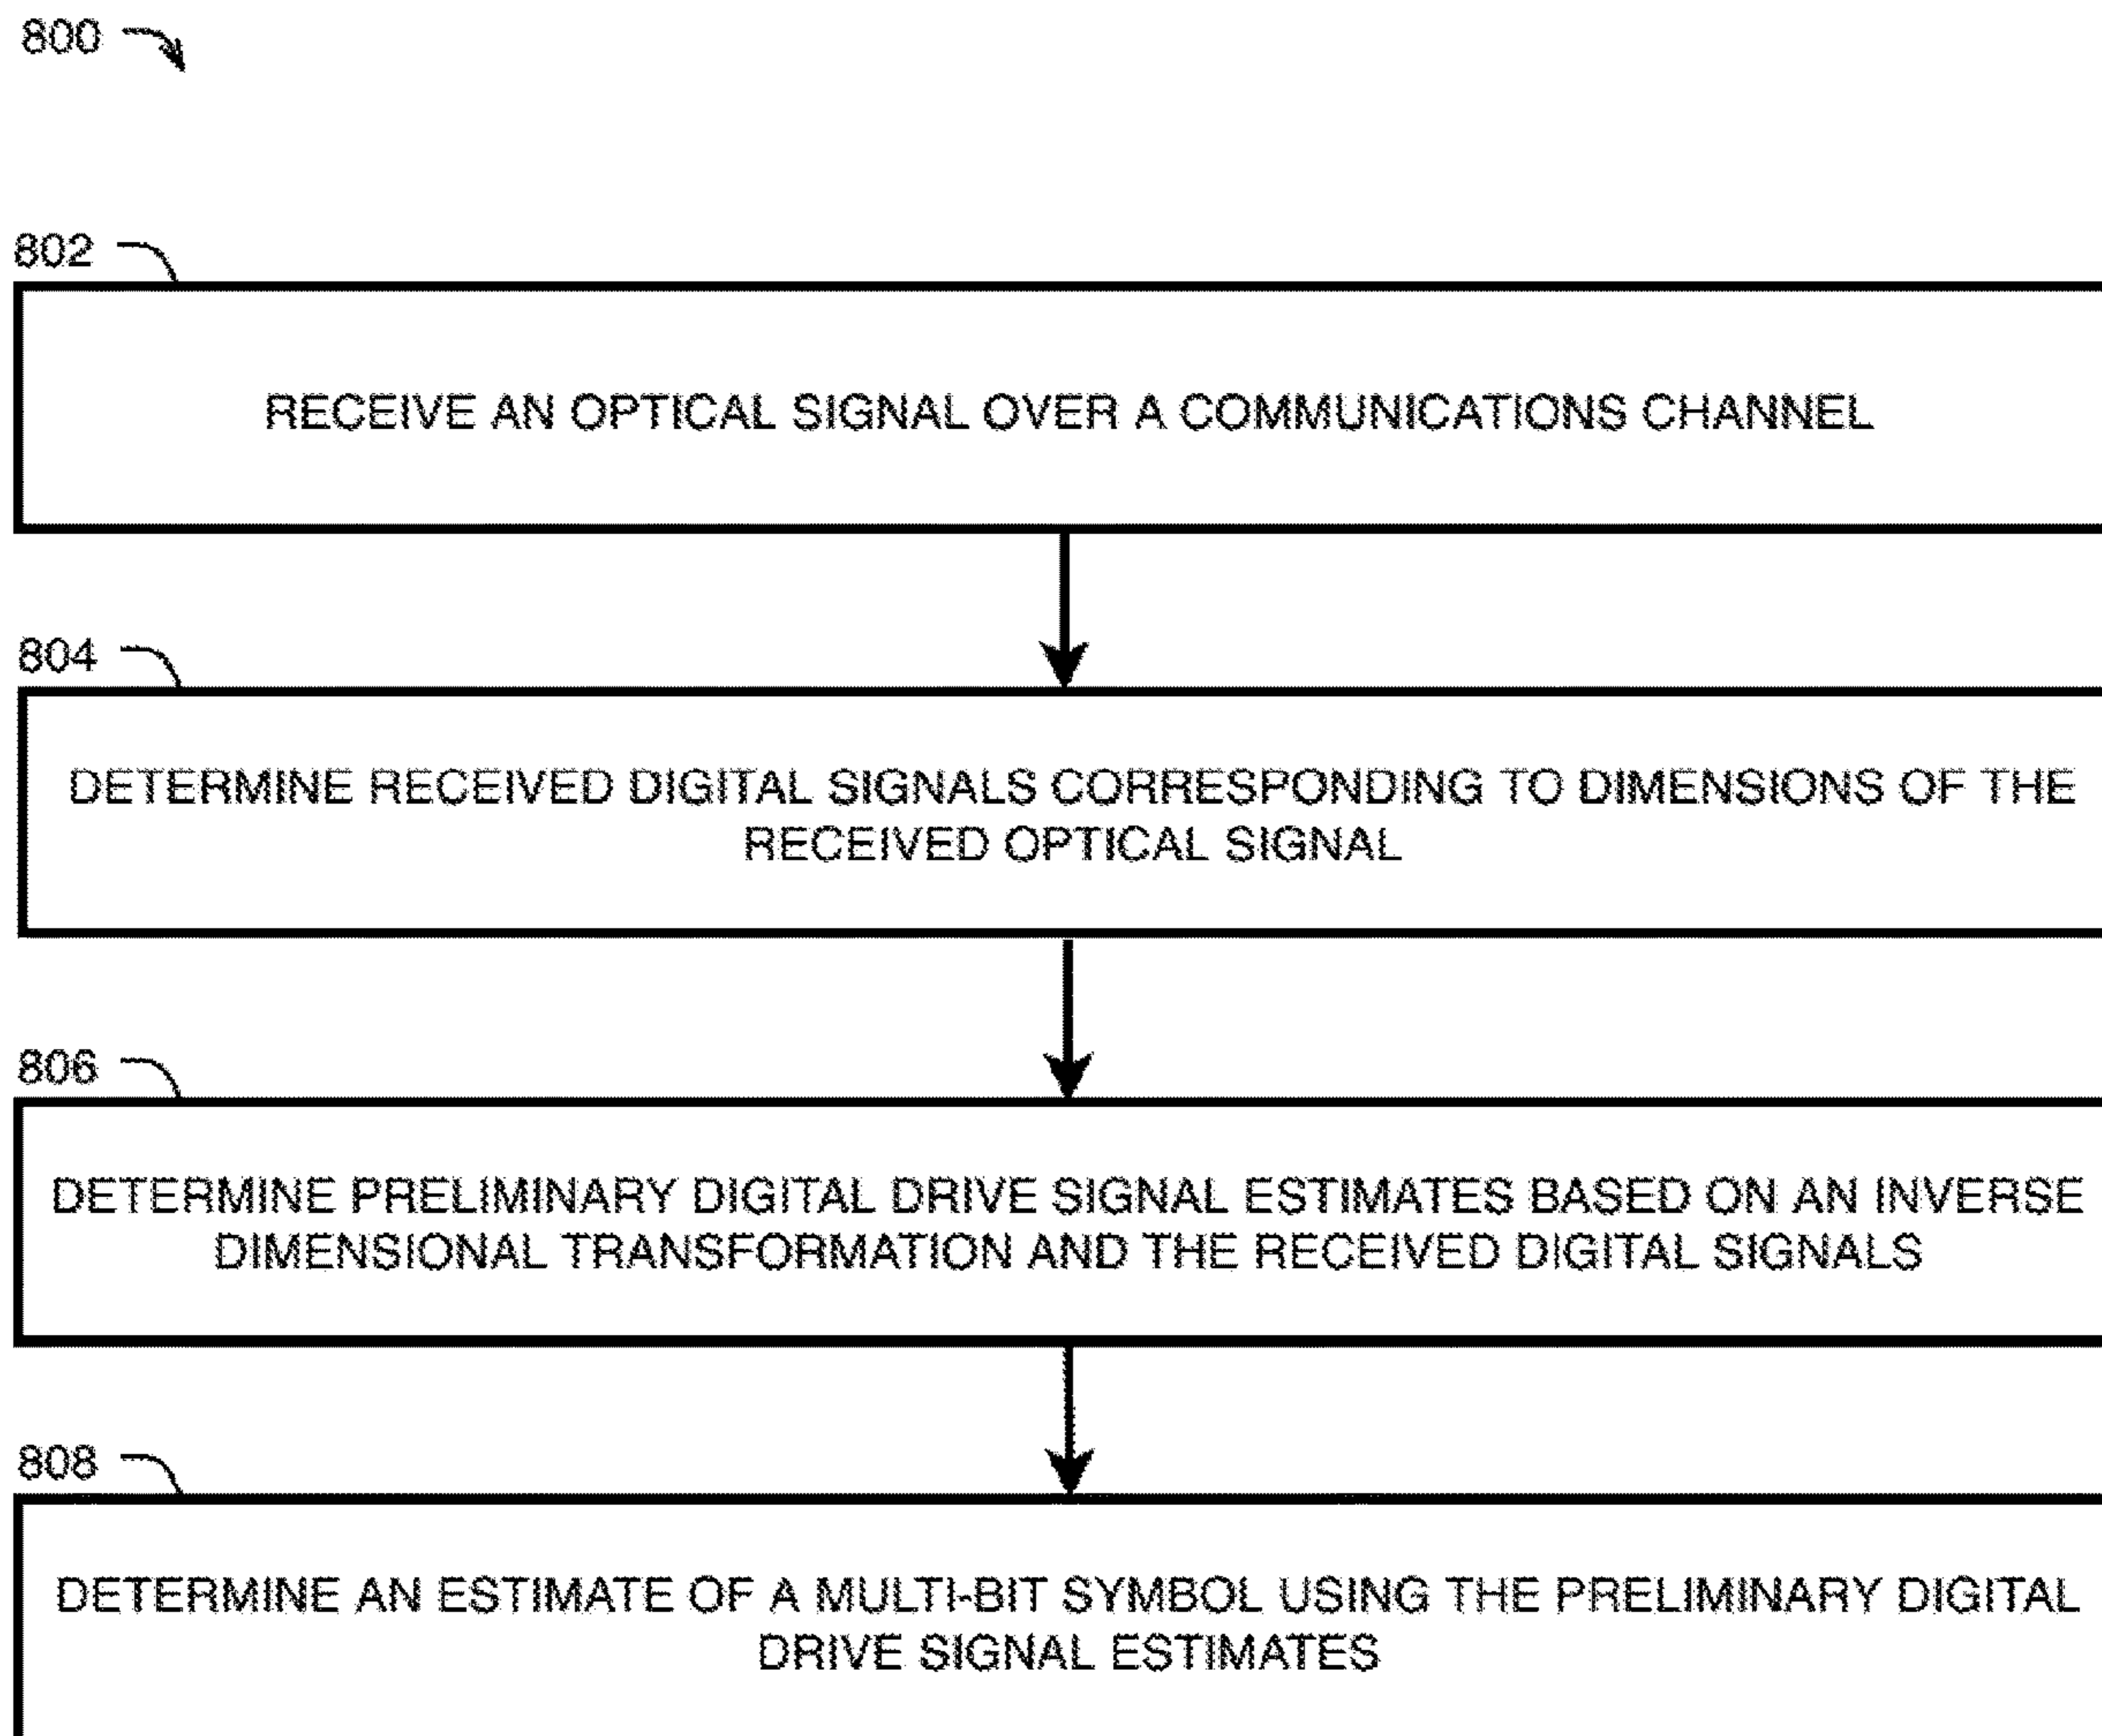 800
802
RECEIVE AN OPTICAL SIGNAL OVER A COMMUNICATIONS CHANNEL
804
DETERMINE RECEIVED DIGITAL SIGNALS CORRESPONDING TO DIMENSIONS OF THE
RECEIVED OPTICAL SIGNAL
806
DETERMINE PRELIMINARY DIGITAL DRIVE SIGNAL ESTIMATES BASED ON AN INVERSE
DIMENSIONAL TRANSFORMATION AND THE RECEIVED DIGITAL SIGNALS
808
DETERMINE AN ESTIMATE OF A MULTI-BIT SYMBOL USING THE PRELIMINARY DIGITAL
DRIVE SIGNAL ESTIMATES